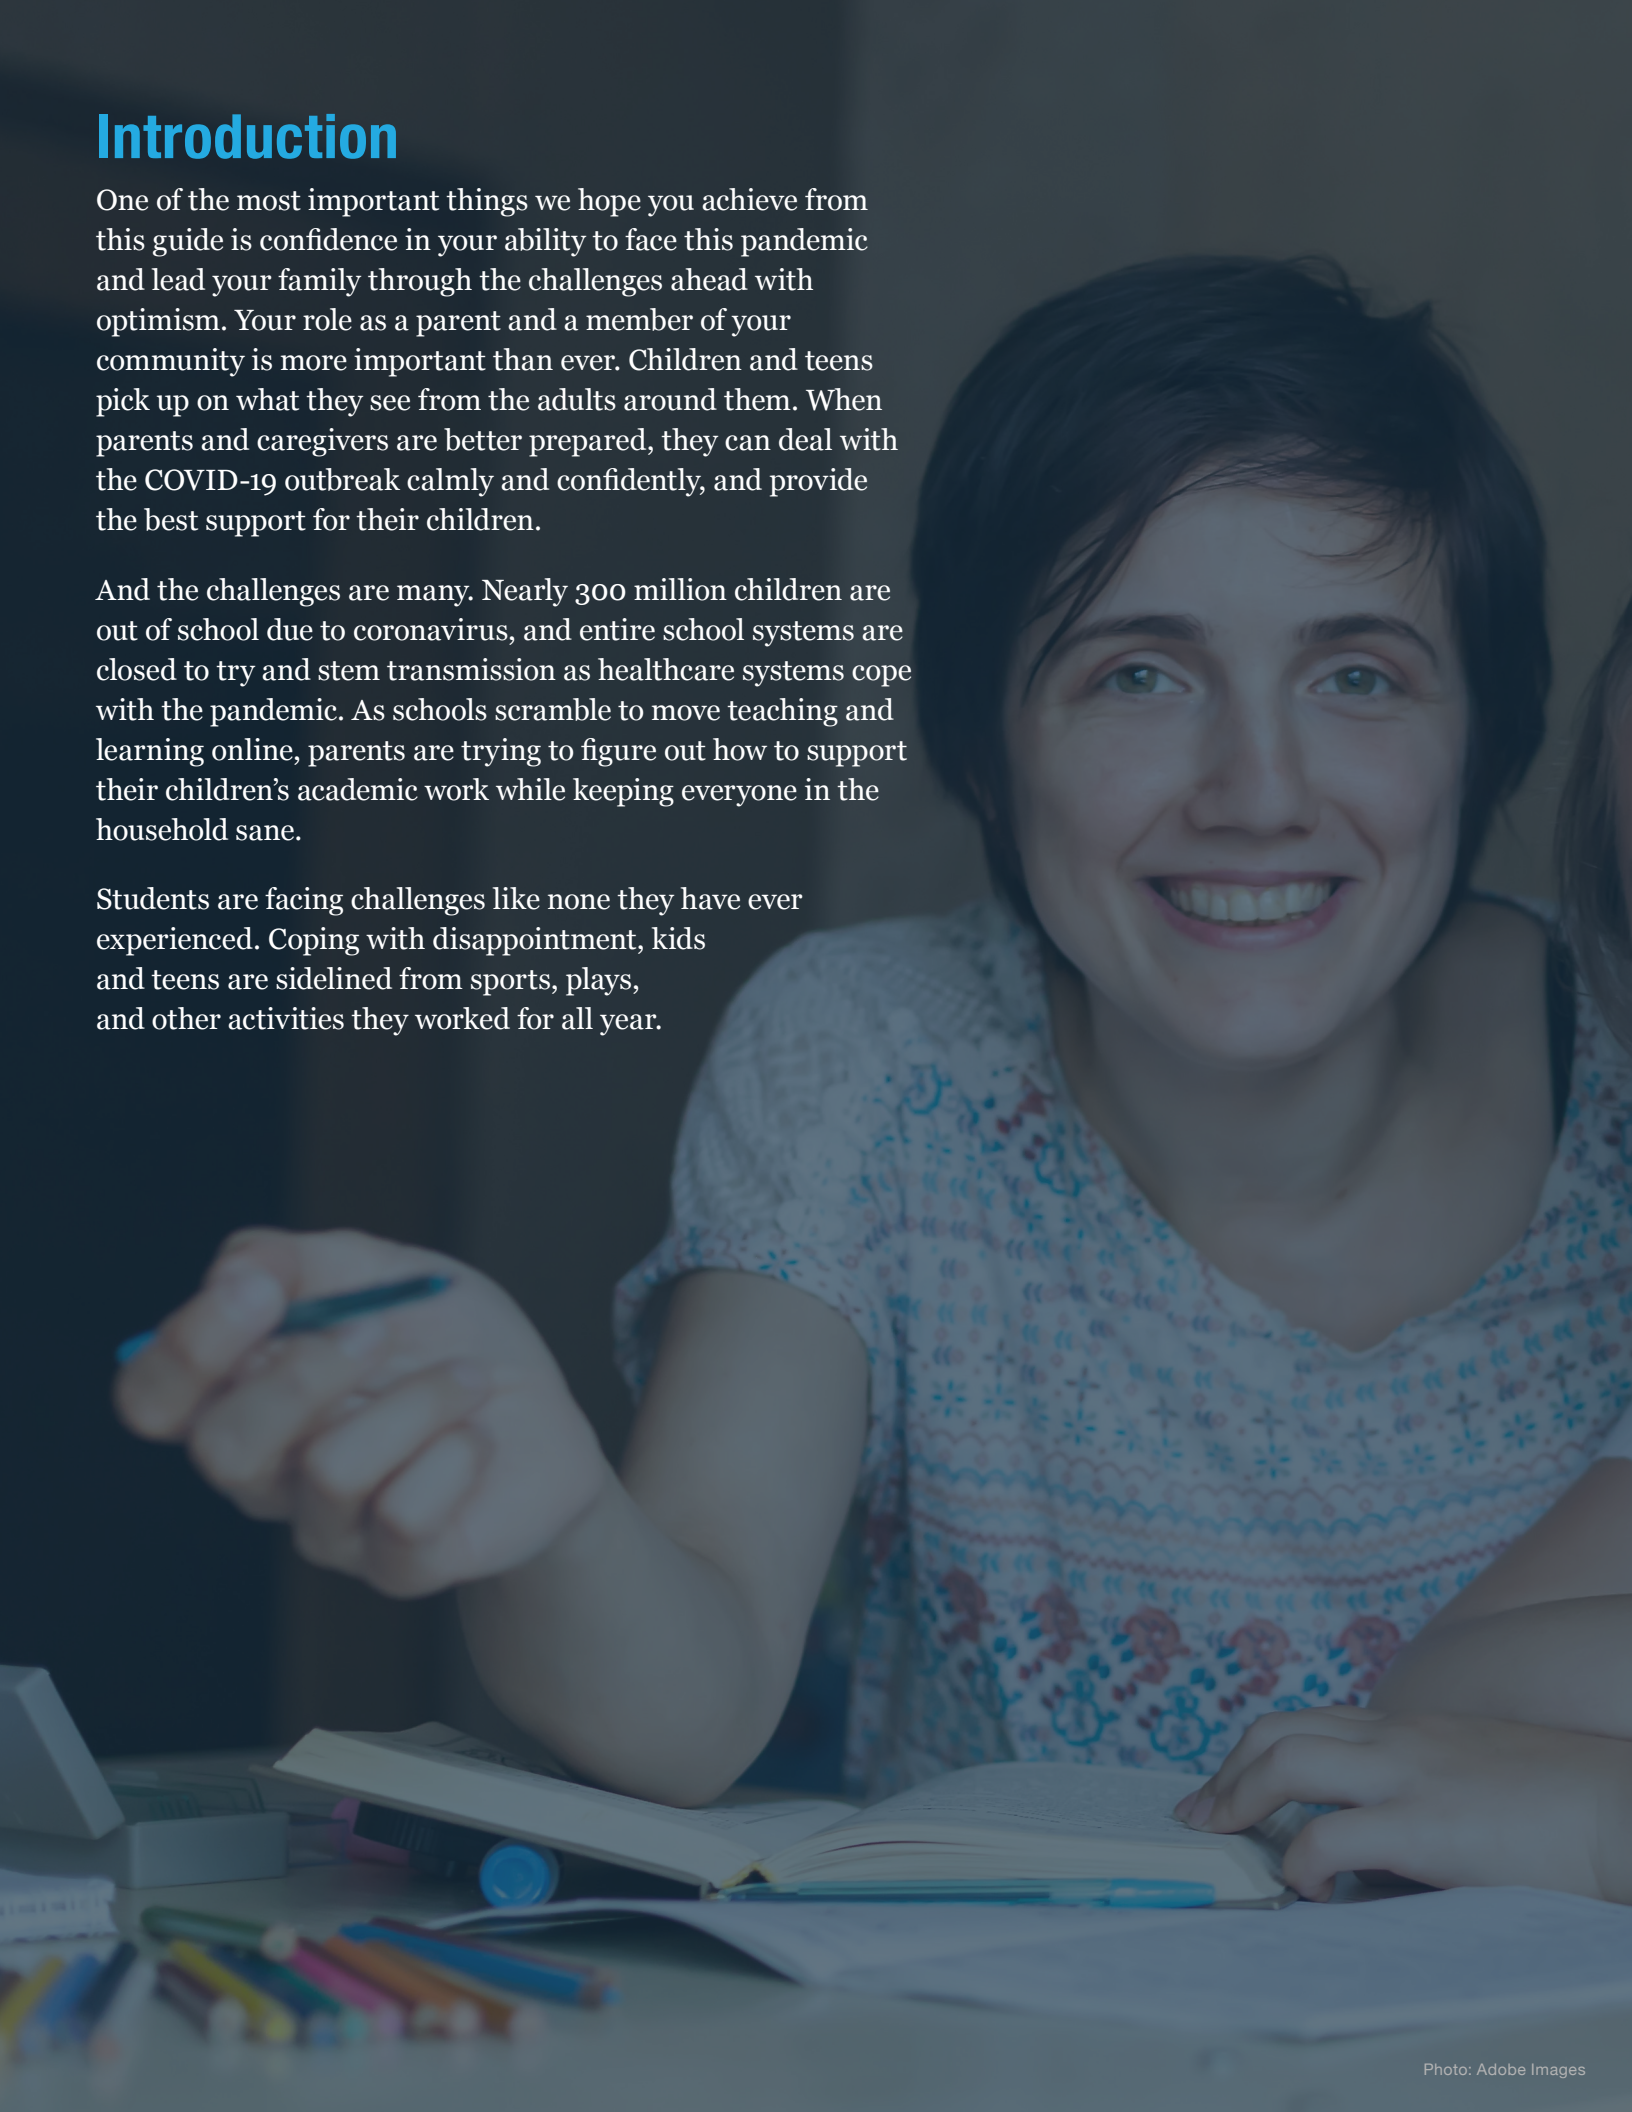 Introduction
One of the most important things we hope you achieve from
this guide is confidence in your ability to face this pandemic
and lead your family through the challenges ahead with
optimism. Your role as a parent and a member of your
community is more important than ever. Children and teens
pick up on what they see from the adults around them. When
parents and caregivers are better prepared, they can deal with
the COVID-19 outbreak calmly and confidently, and provide
the best support for their children.
And the challenges are many. Nearly 300 million children are
out of school due to coronavirus, and entire school systems are
closed to try and stem transmission as healthcare systems cope
with the pandemic. As schools scramble to move teaching and
learning online, parents are trying to figure out how to support
their children’s academic work while keeping everyone in the
household sane.
Students are facing challenges like none they have ever
experienced. Coping with disappointment, kids
and teens are sidelined from sports, plays,
and other activities they worked for all year.
Photo: Adobe Images